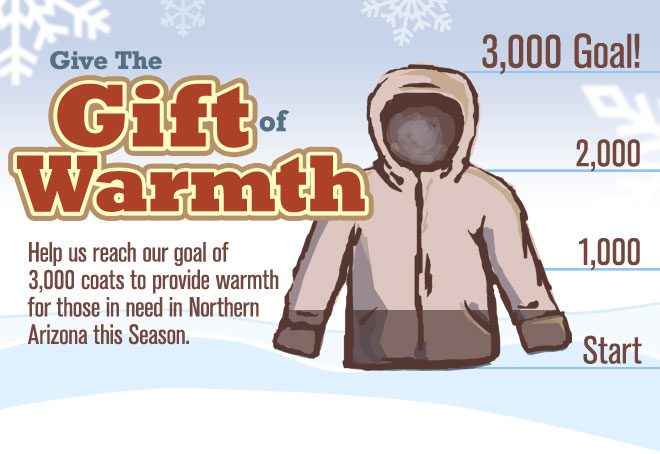 Give The
Gift of
Warmth
Help us reach our goal of
3,000 coats to provide warmth
for those in need in Northern
Arizona this Season.
3,000 Goal!
2,000
1,000
Start